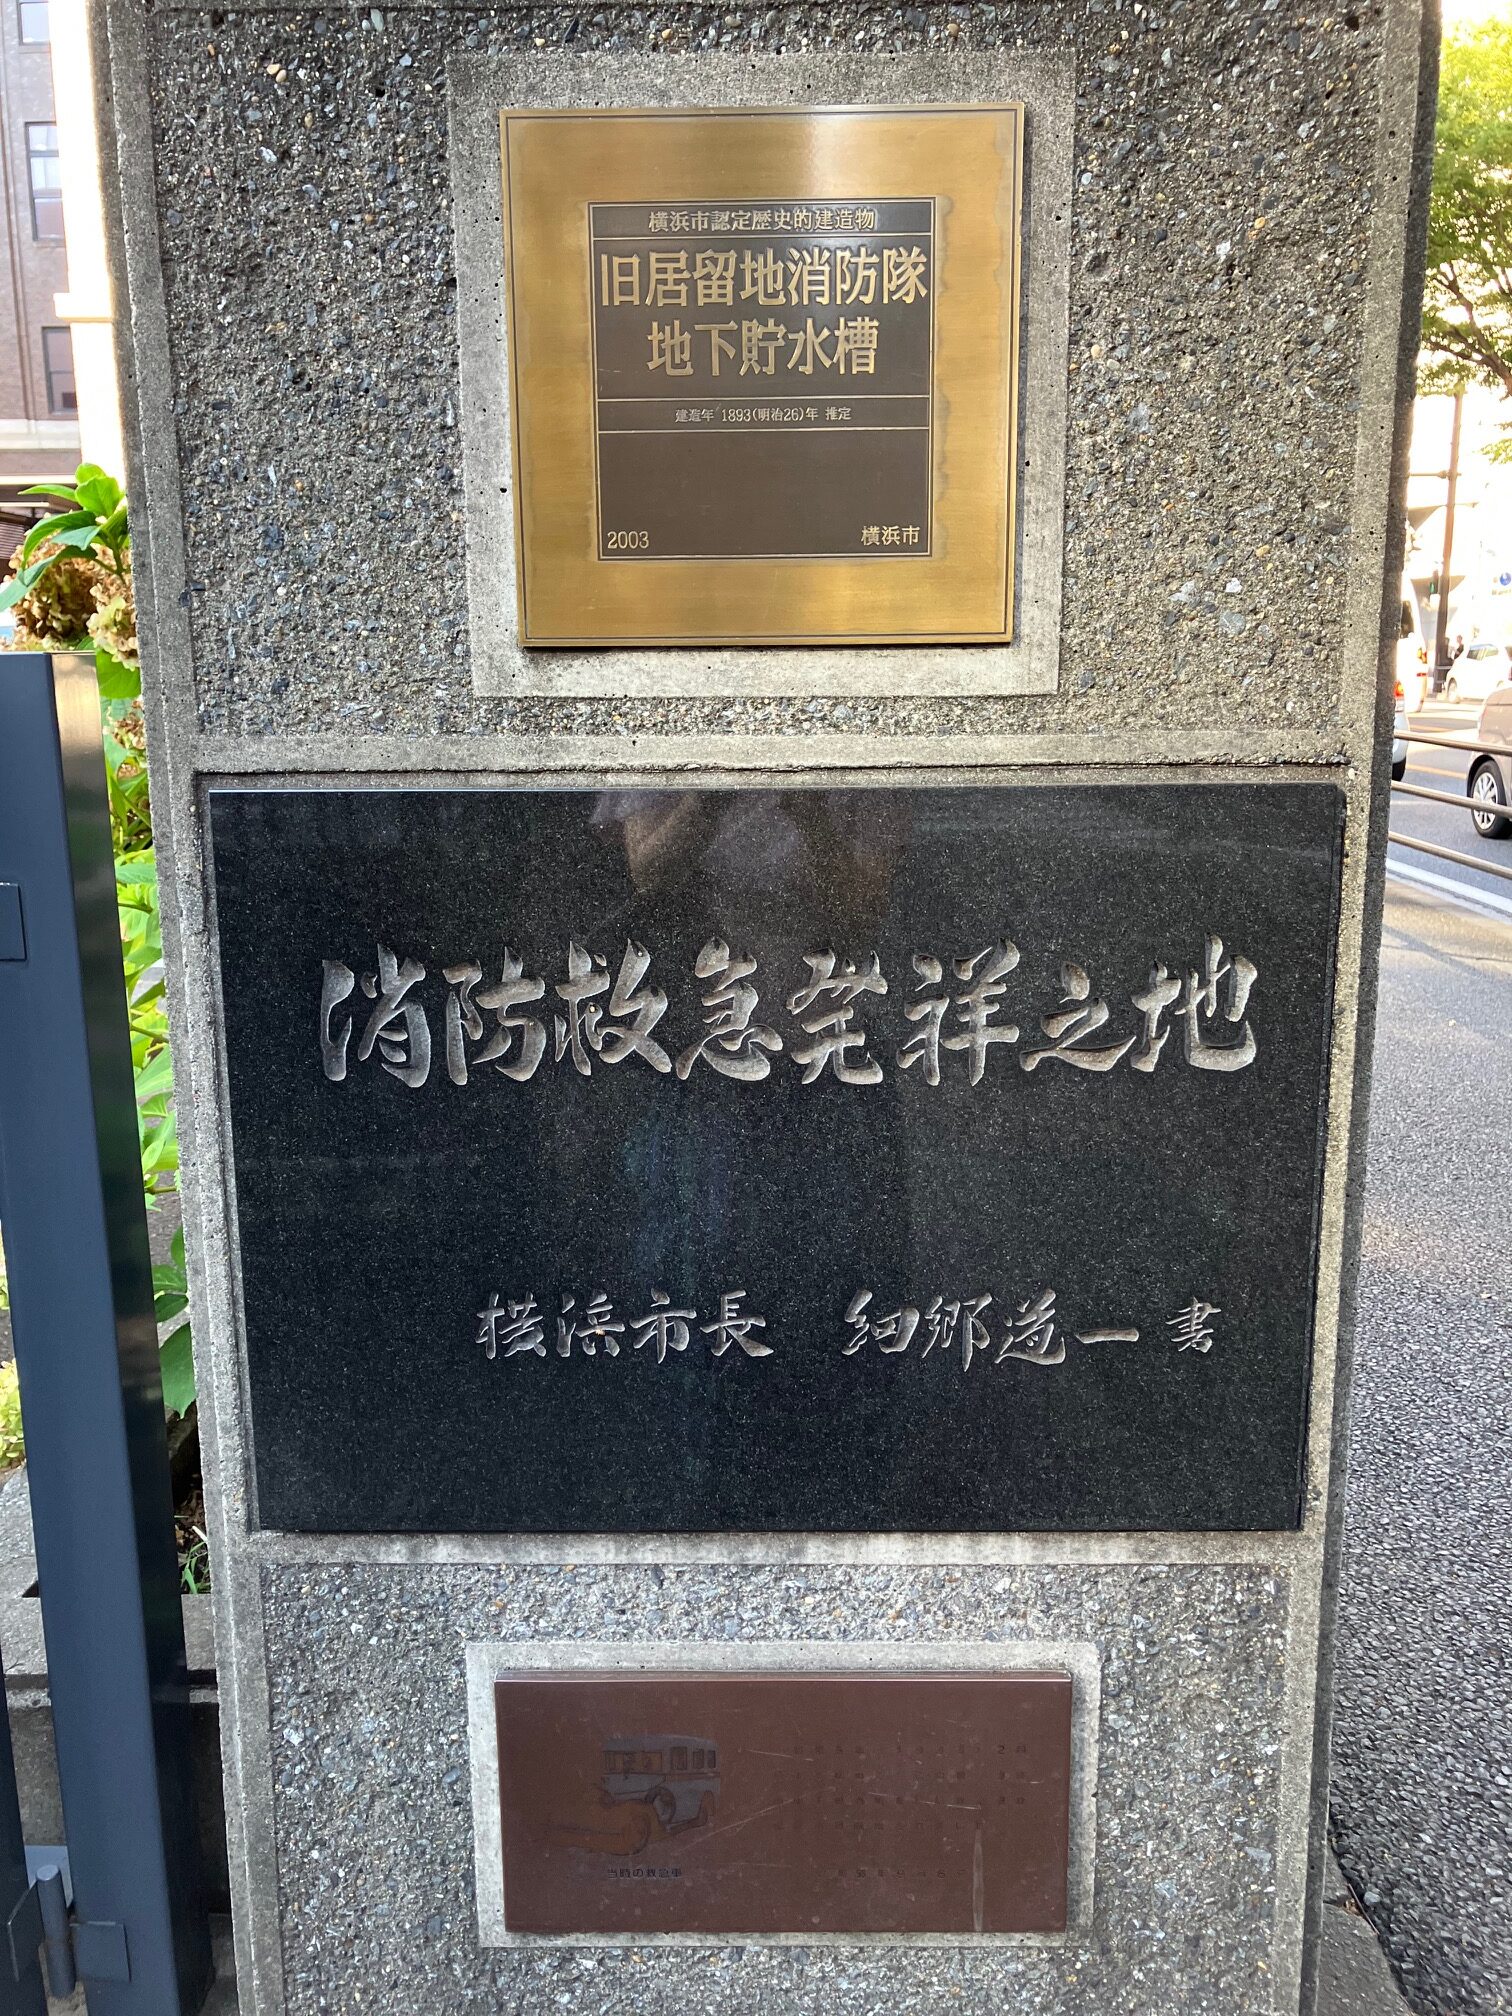 横浜市認定歴史的建造物
旧居留地消防隊
地下貯水槽
建造年 1893(明治26)年 推定
2003 横浜市
消防救急発祥之地
横浜市長 細郷道一 書
当時の救急車